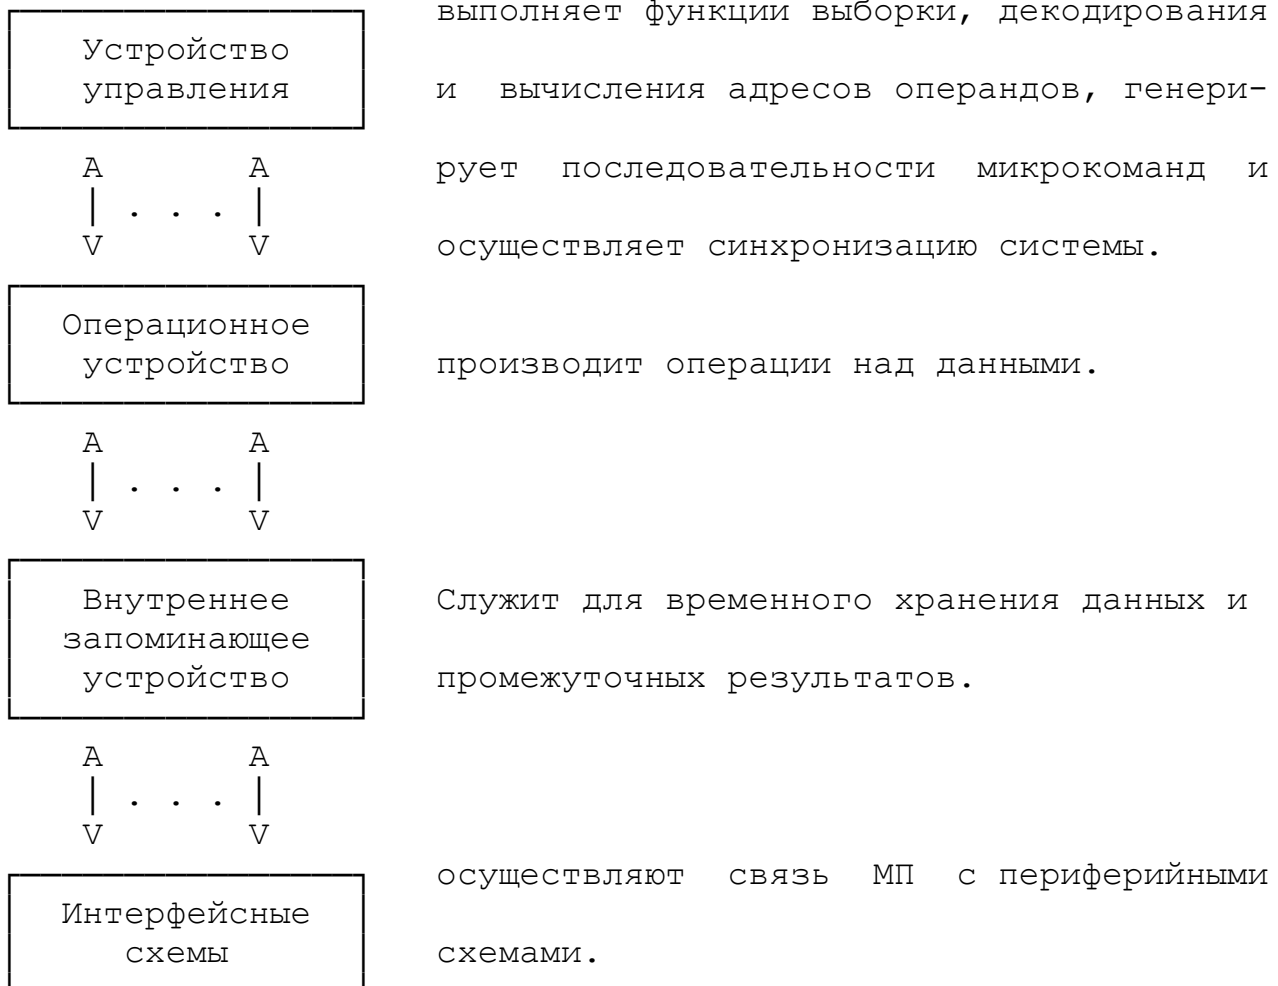 выполняет функции выборки, декодирования
Устройство
управления и вычисления адресов операндов, генери-
A A рует последовательности микрокоманд и
| . . . |
V V осуществляет синхронизацию системы.
Операционное
устройство производит операции над данными.
A A
| . . . |
V V
Внутреннее Служит для временного хранения данных и
запоминающее
устройство промежуточных результатов.
A A
| . . . |
V V
осуществляют связь МП с периферийными
Интерфейсные
схемы схемами.